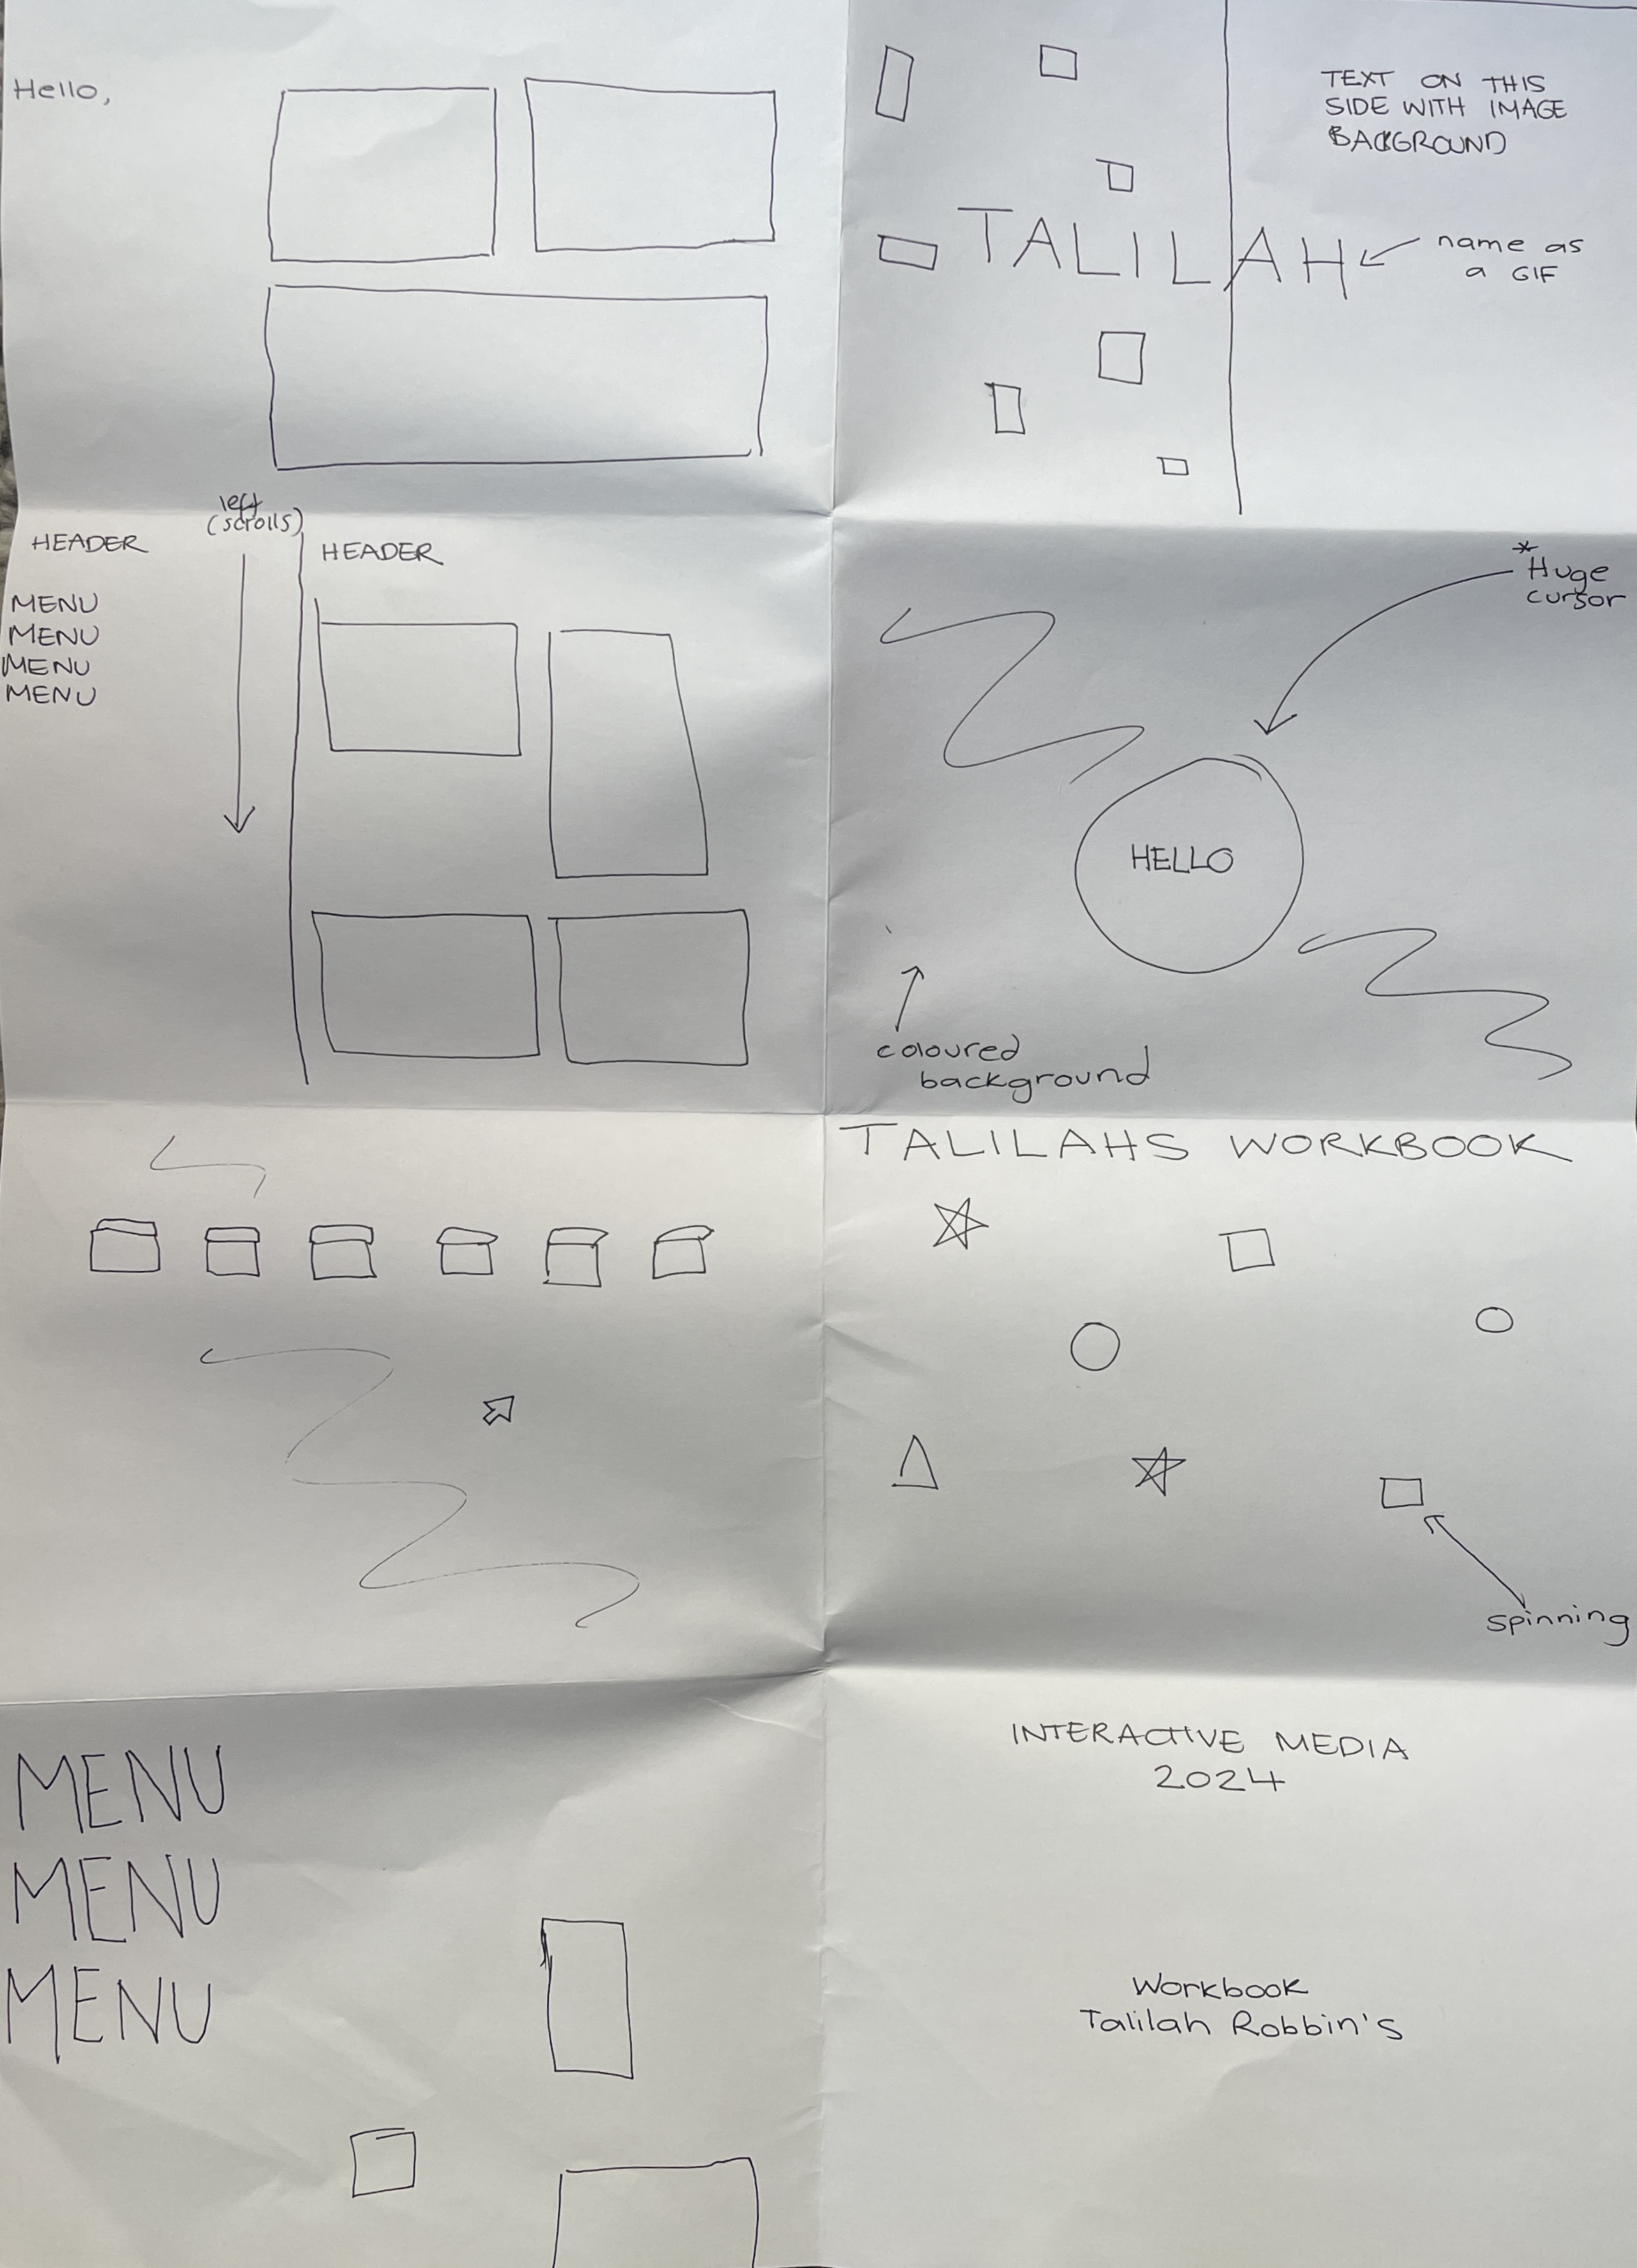 Hello,
TEXT ON THIS
SIDE WITH IMAGE
BACKGROUND
TALILAH
name as
a GIF
left
(scrolls)
HEADER
HEADER
MENU
MENU
MENU
MENU
*Huge
cursor
HELLO
coloured
background
TALILAHS WORKBOOK
spinning
MENU
MENU
MENU
INTERACTIVE MEDIA
2024
Workbook
Talilah Robbin's